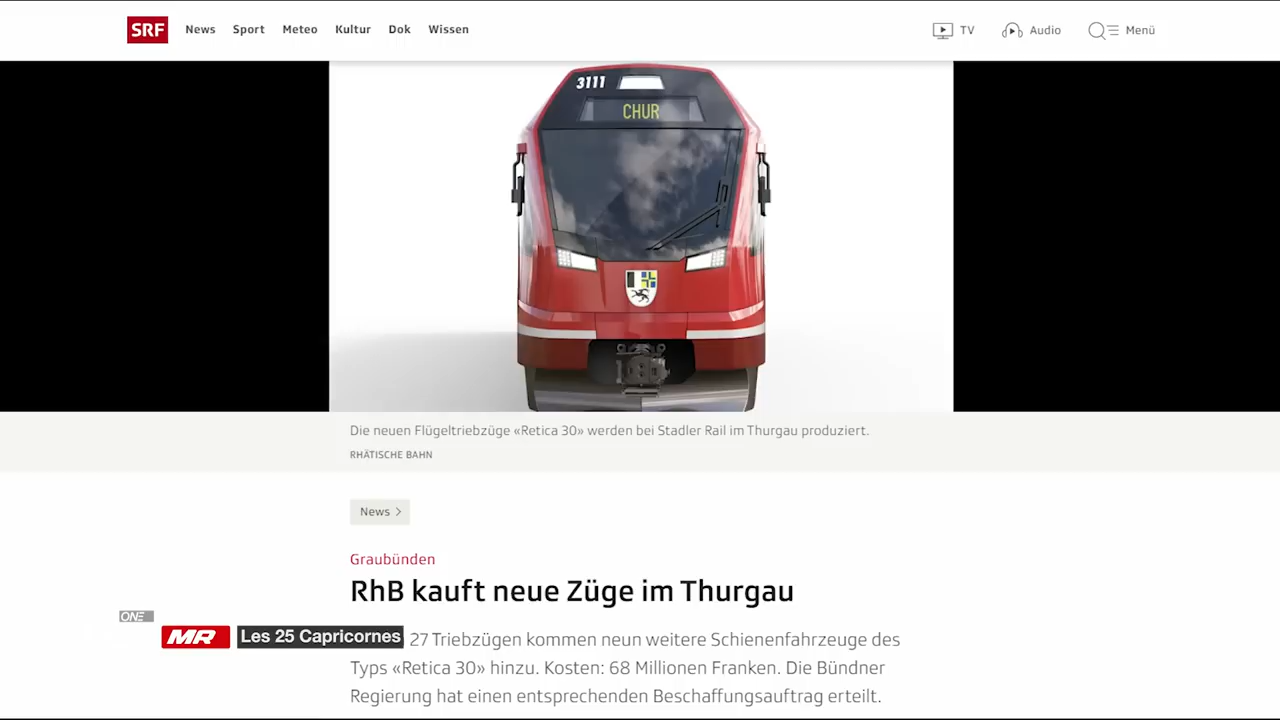 SRF News Sport Meteo Kultur Dok Wissen TV Audio Menü
3111
CHUR
Die neuen Flügeltriebzüge «Retica 30» werden bei Stadler Rail im Thurgau produziert.
RHÄTISCHE BAHN
News
Graubünden
RhB kauft neue Züge im Thurgau
ONE
MR Les 25 Capricornes
27 Triebzügen kommen neun weitere Schienenfahrzeuge des
Typs «Retica 30» hinzu. Kosten: 68 Millionen Franken. Die Bündner
Regierung hat einen entsprechenden Beschaffungsauftrag erteilt.